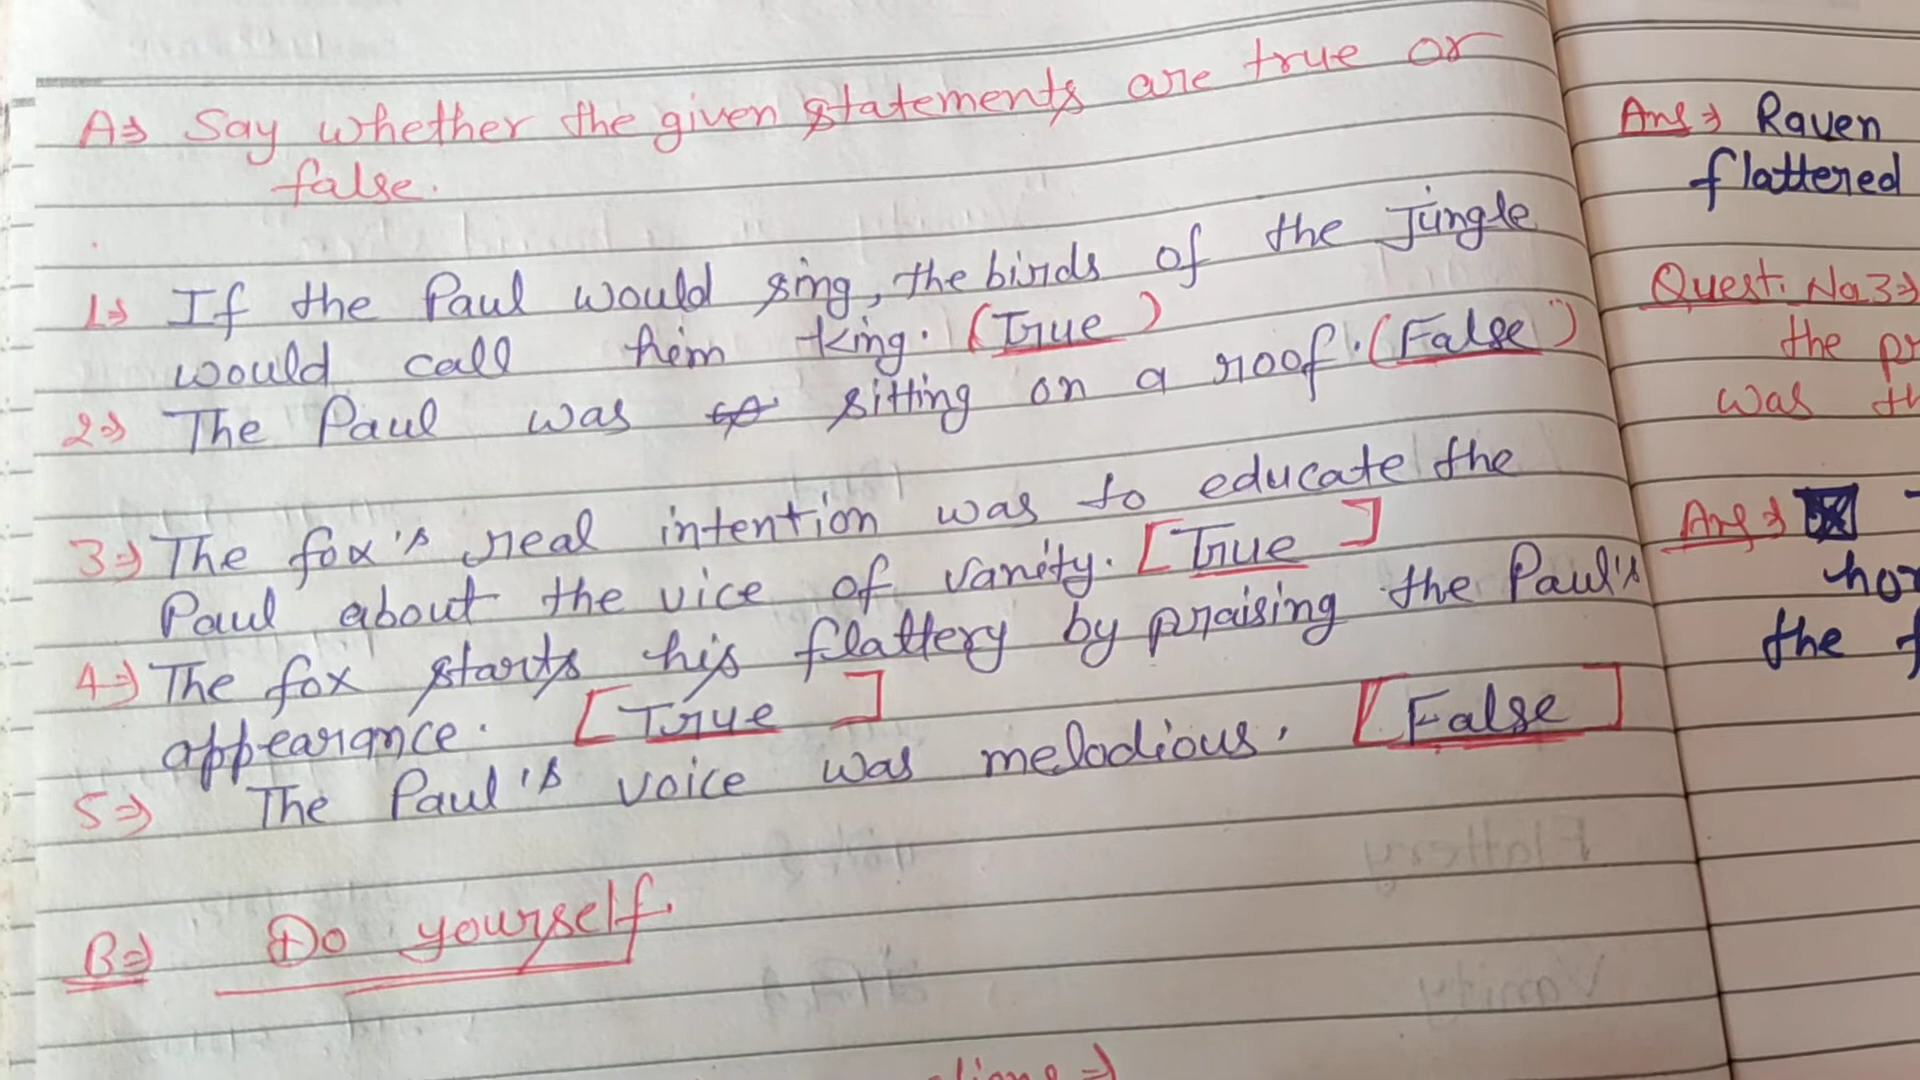 A⇒ Say whether the given statements are true or
false.
1⇒ If the Paul would sing, the birds of the Jungle
would call him king. (True)
2⇒ The Paul was sitting on a roof. (False)
3⇒ The fox's real intention was to educate the
Paul about the vice of vanity. [True]
4⇒ The fox starts his flattery by praising the Paul's
appearance. [True]
5⇒ The Paul's voice was melodious. [False]
B⇒ Do yourself.
Ans⇒ Raven
flattered
Quest. No 3⇒
the pr
was th
Ans⇒
hon
the f